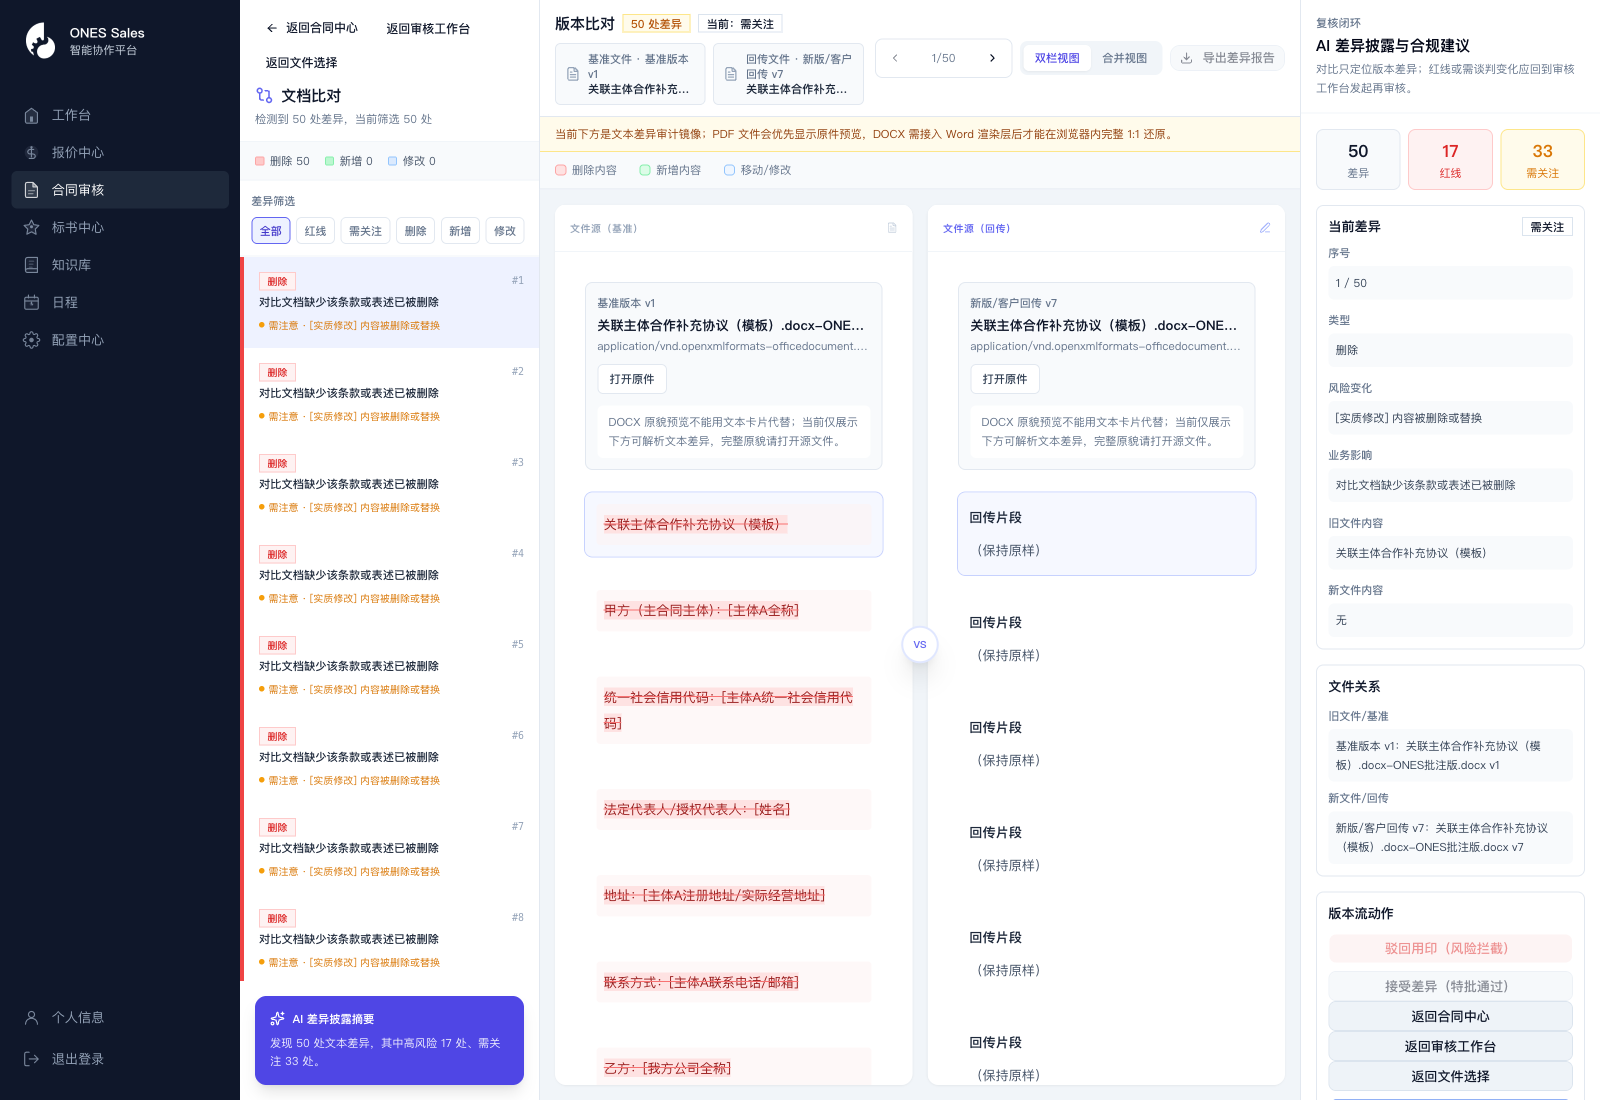 ONES Sales
智能协作平台
工作台
报价中心
合同审核
标书中心
知识库
日程
配置中心
个人信息
退出登录
返回合同中心
返回审核工作台
返回文件选择
文档比对
检测到 50 处差异，当前筛选 50 处
删除 50
新增 0
修改 0
差异筛选
全部
红线
需关注
删除
新增
修改
删除
#1
对比文档缺少该条款或表述已被删除
需注意 · [实质修改] 内容被删除或替换
删除
#2
对比文档缺少该条款或表述已被删除
需注意 · [实质修改] 内容被删除或替换
删除
#3
对比文档缺少该条款或表述已被删除
需注意 · [实质修改] 内容被删除或替换
删除
#4
对比文档缺少该条款或表述已被删除
需注意 · [实质修改] 内容被删除或替换
删除
#5
对比文档缺少该条款或表述已被删除
需注意 · [实质修改] 内容被删除或替换
删除
#6
对比文档缺少该条款或表述已被删除
需注意 · [实质修改] 内容被删除或替换
删除
#7
对比文档缺少该条款或表述已被删除
需注意 · [实质修改] 内容被删除或替换
删除
#8
对比文档缺少该条款或表述已被删除
需注意 · [实质修改] 内容被删除或替换
AI 差异披露摘要
发现 50 处文本差异，其中高风险 17 处、需关
注 33 处。
版本比对
50 处差异
当前：需关注
基准文件 · 基准版本
v1
关联主体合作补充...
回传文件 · 新版/客户
回传 v7
关联主体合作补充...
1/50
双栏视图
合并视图
导出差异报告
当前下方是文本差异审计镜像；PDF 文件会优先显示原件预览，DOCX 需接入 Word 渲染层后才能在浏览器内完整 1:1 还原。
删除内容
新增内容
移动/修改
文件源（基准）
基准版本 v1
关联主体合作补充协议（模板）.docx-ONE...
application/vnd.openxmlformats-officedocument....
打开原件
DOCX 原貌预览不能用文本卡片代替；当前仅展示
下方可解析文本差异，完整原貌请打开源文件。
关联主体合作补充协议（模板）
甲方（主合同主体）：[主体A全称]
统一社会信用代码：[主体A统一社会信用代
码]
法定代表人/授权代表人：[姓名]
地址：[主体A注册地址/实际经营地址]
联系方式：[主体A联系电话/邮箱]
乙方：[我方公司全称]
VS
文件源（回传）
新版/客户回传 v7
关联主体合作补充协议（模板）.docx-ONE...
application/vnd.openxmlformats-officedocument....
打开原件
DOCX 原貌预览不能用文本卡片代替；当前仅展示
下方可解析文本差异，完整原貌请打开源文件。
回传片段
（保持原样）
回传片段
（保持原样）
回传片段
（保持原样）
回传片段
（保持原样）
回传片段
（保持原样）
回传片段
（保持原样）
复核闭环
AI 差异披露与合规建议
对比只定位版本差异；红线或需谈判变化应回到审核
工作台发起再审核。
50
差异
17
红线
33
需关注
当前差异
需关注
序号
1 / 50
类型
删除
风险变化
[实质修改] 内容被删除或替换
业务影响
对比文档缺少该条款或表述已被删除
旧文件内容
关联主体合作补充协议（模板）
新文件内容
无
文件关系
旧文件/基准
基准版本 v1：关联主体合作补充协议（模
板）.docx-ONES批注版.docx v1
新文件/回传
新版/客户回传 v7：关联主体合作补充协议
（模板）.docx-ONES批注版.docx v7
版本流动作
驳回用印（风险拦截）
接受差异（特批通过）
返回合同中心
返回审核工作台
返回文件选择